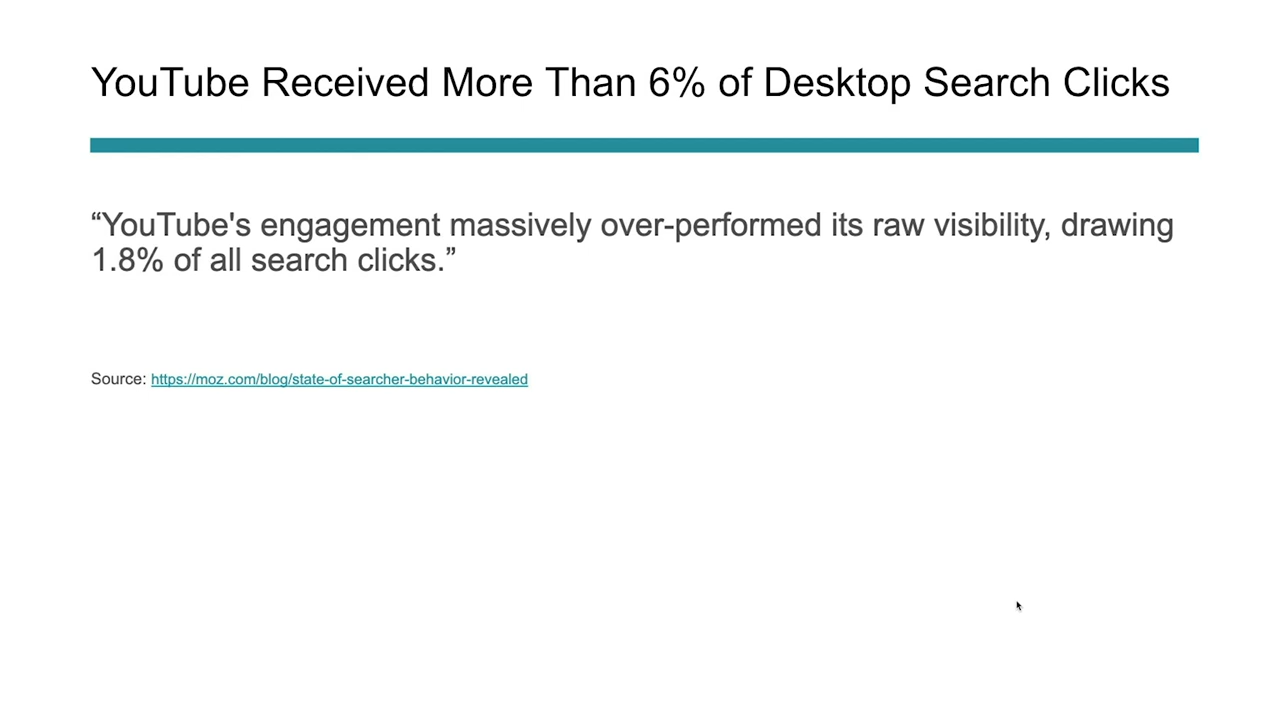 YouTube Received More Than 6% of Desktop Search Clicks
“YouTube's engagement massively over-performed its raw visibility, drawing
1.8% of all search clicks.”
Source: https://moz.com/blog/state-of-searcher-behavior-revealed